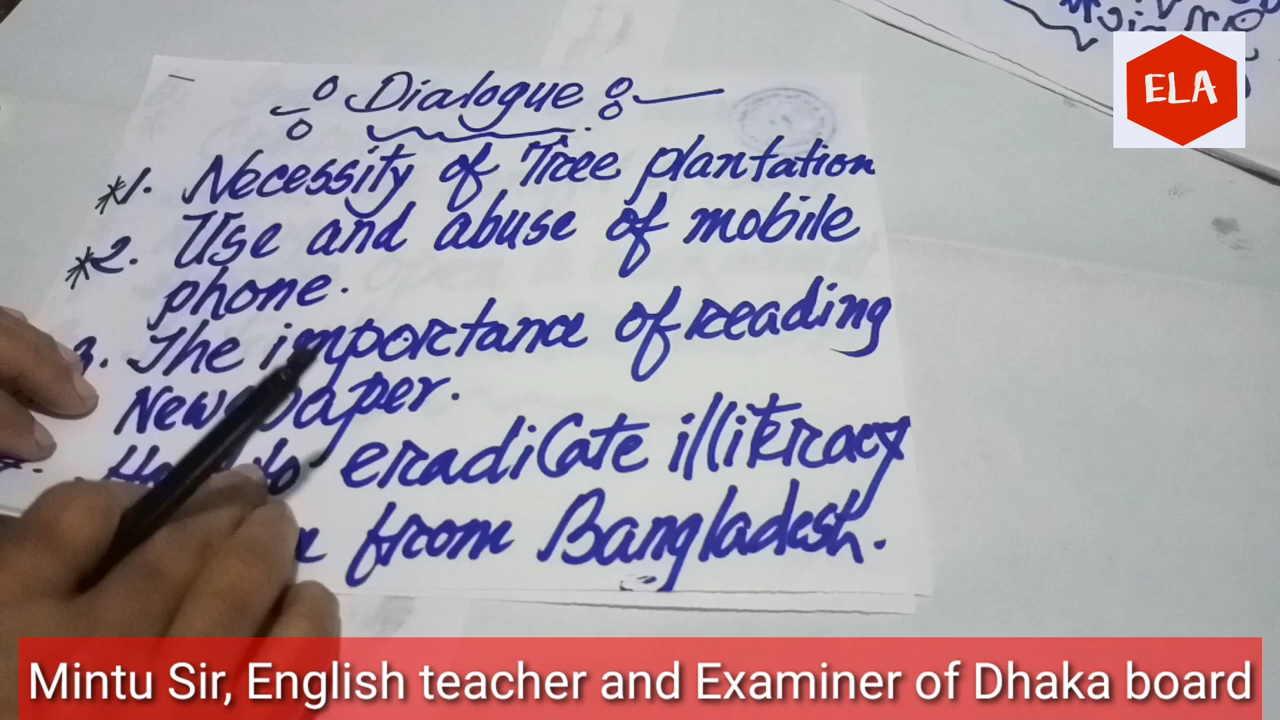 ELA
Dialogue
*1. Necessity of Tree plantation
*2. Use and abuse of mobile
phone.
3. The importance of reading
Newspaper.
to eradicate illiteracy
from Bangladesh.
Mintu Sir, English teacher and Examiner of Dhaka board